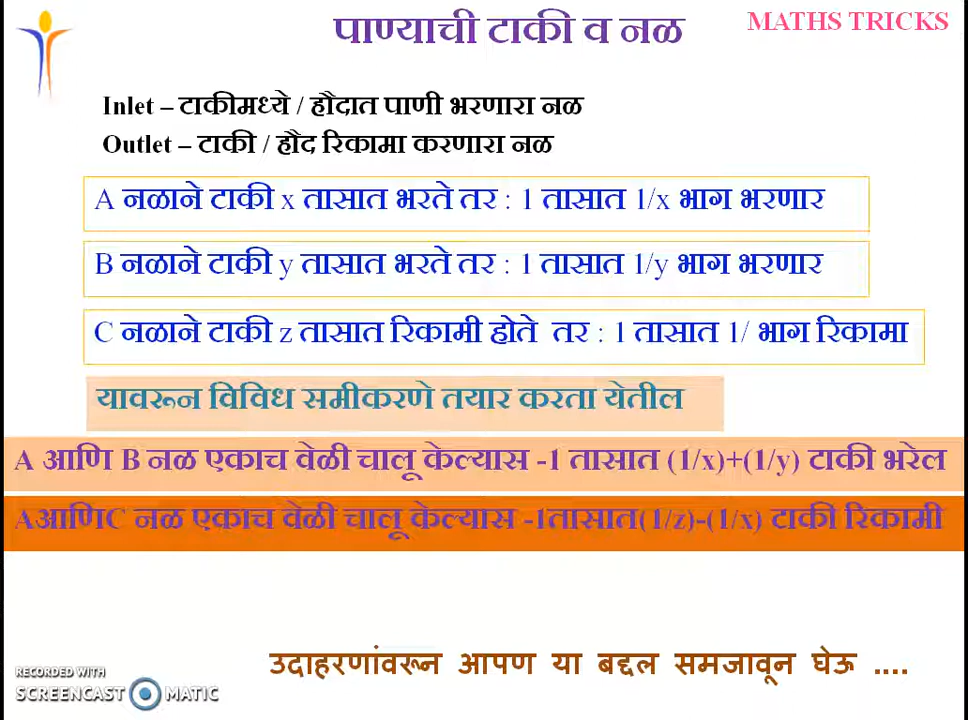 पाण्याची टाकी व नळ
MATHS TRICKS
Inlet – टाकीमध्ये / हौदात पाणी भरणारा नळ
Outlet – टाकी / हौद रिकामा करणारा नळ
A नळाने टाकी x तासात भरते तर : 1 तासात 1/x भाग भरणार
B नळाने टाकी y तासात भरते तर : 1 तासात 1/y भाग भरणार
C नळाने टाकी z तासात रिकामी होते तर : 1 तासात 1/ भाग रिकामा
यावरून विविध समीकरणे तयार करता येतील
A आणि B नळ एकाच वेळी चालू केल्यास -1 तासात (1/x)+(1/y) टाकी भरेल
AआणिC नळ एकाच वेळी चालू केल्यास -1तासात(1/z)-(1/x) टाकी रिकामी
उदाहरणांवरून आपण या बद्दल समजावून घेऊ ....
RECORDED WITH
SCREENCAST MATIC